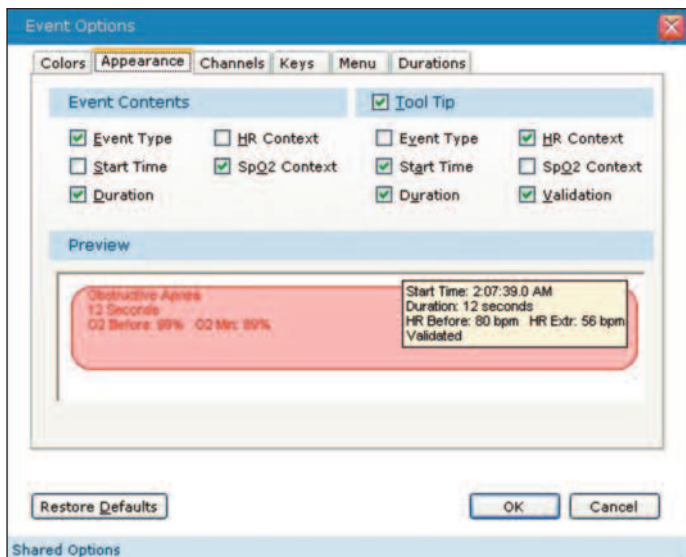 Event Options
Colors Appearance Channels Keys Menu Durations
Event Contents
Event Type HR Context
Start Time SpO2 Context
Duration
Tool Tip
Event Type HR Context
Start Time SpO2 Context
Duration Validation
Preview
Obstructive Apnea
12 Seconds
O2 Before: 98% O2 Min: 89%
Start Time: 2:07:39.0 AM
Duration: 12 seconds
HR Before: 80 bpm HR Extr: 56 bpm
Validated
Restore Defaults OK Cancel
Shared Options